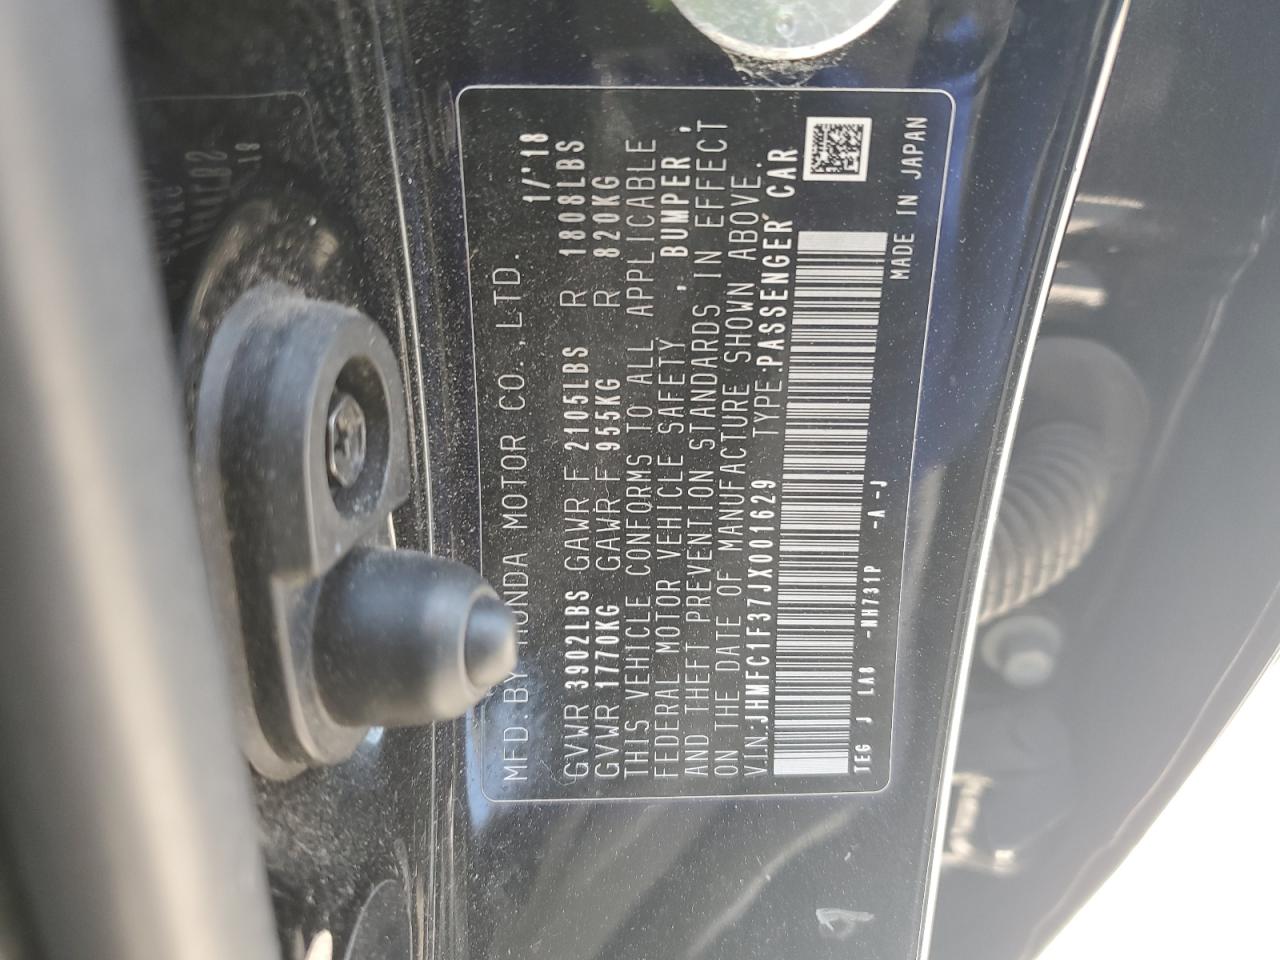 MFD. BY HONDA MOTOR CO.,LTD. 1/'18
GVWR 3902LBS GAWR F 2105LBS R 1808LBS
GVWR 1770KG GAWR F 955KG R 820KG
THIS VEHICLE CONFORMS TO ALL APPLICABLE
FEDERAL MOTOR VEHICLE SAFETY , BUMPER ,
AND THEFT PREVENTION STANDARDS IN EFFECT
ON THE DATE OF MANUFACTURE SHOWN ABOVE.
V.I.N.:JHMFC1F37JX001629 TYPE:PASSENGER CAR
TEG J LA8 -NH731P -A-J
MADE IN JAPAN